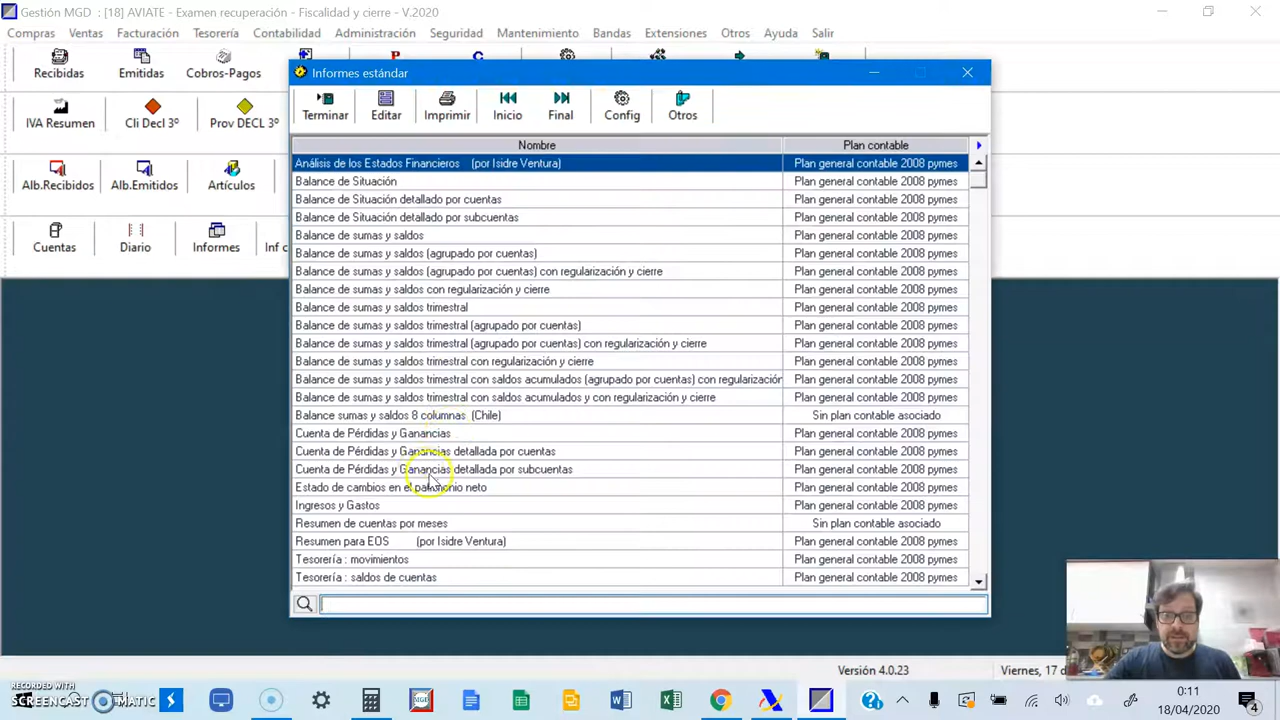 Gestión MGD : [18] AVIATE - Examen recuperación - Fiscalidad y cierre - V.2020
Compras Ventas Facturación Tesorería Contabilidad Administración Seguridad Mantenimiento Bandas Extensiones Otros Ayuda Salir
Recibidas Emitidas Cobros-Pagos
IVA Resumen Cli Decl 3º Prov DECL 3º
Alb.Recibidos Alb.Emitidos Artículos
Cuentas Diario Informes Inf c
Informes estándar
Terminar Editar Imprimir Inicio Final Config Otros
Nombre Plan contable
Análisis de los Estados Financieros (por Isidre Ventura) Plan general contable 2008 pymes
Balance de Situación Plan general contable 2008 pymes
Balance de Situación detallado por cuentas Plan general contable 2008 pymes
Balance de Situación detallado por subcuentas Plan general contable 2008 pymes
Balance de sumas y saldos Plan general contable 2008 pymes
Balance de sumas y saldos (agrupado por cuentas) Plan general contable 2008 pymes
Balance de sumas y saldos (agrupado por cuentas) con regularización y cierre Plan general contable 2008 pymes
Balance de sumas y saldos con regularización y cierre Plan general contable 2008 pymes
Balance de sumas y saldos trimestral Plan general contable 2008 pymes
Balance de sumas y saldos trimestral (agrupado por cuentas) Plan general contable 2008 pymes
Balance de sumas y saldos trimestral (agrupado por cuentas) con regularización y cierre Plan general contable 2008 pymes
Balance de sumas y saldos trimestral con regularización y cierre Plan general contable 2008 pymes
Balance de sumas y saldos trimestral con saldos acumulados (agrupado por cuentas) con regularización Plan general contable 2008 pymes
Balance de sumas y saldos trimestral con saldos acumulados y con regularización y cierre Plan general contable 2008 pymes
Balance sumas y saldos 8 columnas (Chile) Sin plan contable asociado
Cuenta de Pérdidas y Ganancias Plan general contable 2008 pymes
Cuenta de Pérdidas y Ganancias detallada por cuentas Plan general contable 2008 pymes
Cuenta de Pérdidas y Ganancias detallada por subcuentas Plan general contable 2008 pymes
Estado de cambios en el patrimonio neto Plan general contable 2008 pymes
Ingresos y Gastos Plan general contable 2008 pymes
Resumen de cuentas por meses Sin plan contable asociado
Resumen para EOS (por Isidre Ventura) Plan general contable 2008 pymes
Tesorería : movimientos Plan general contable 2008 pymes
Tesorería : saldos de cuentas Plan general contable 2008 pymes
Versión 4.0.23 Viernes, 17 d
RECORDED WITH
SCREENCAST MATIC
0:11
18/04/2020
4